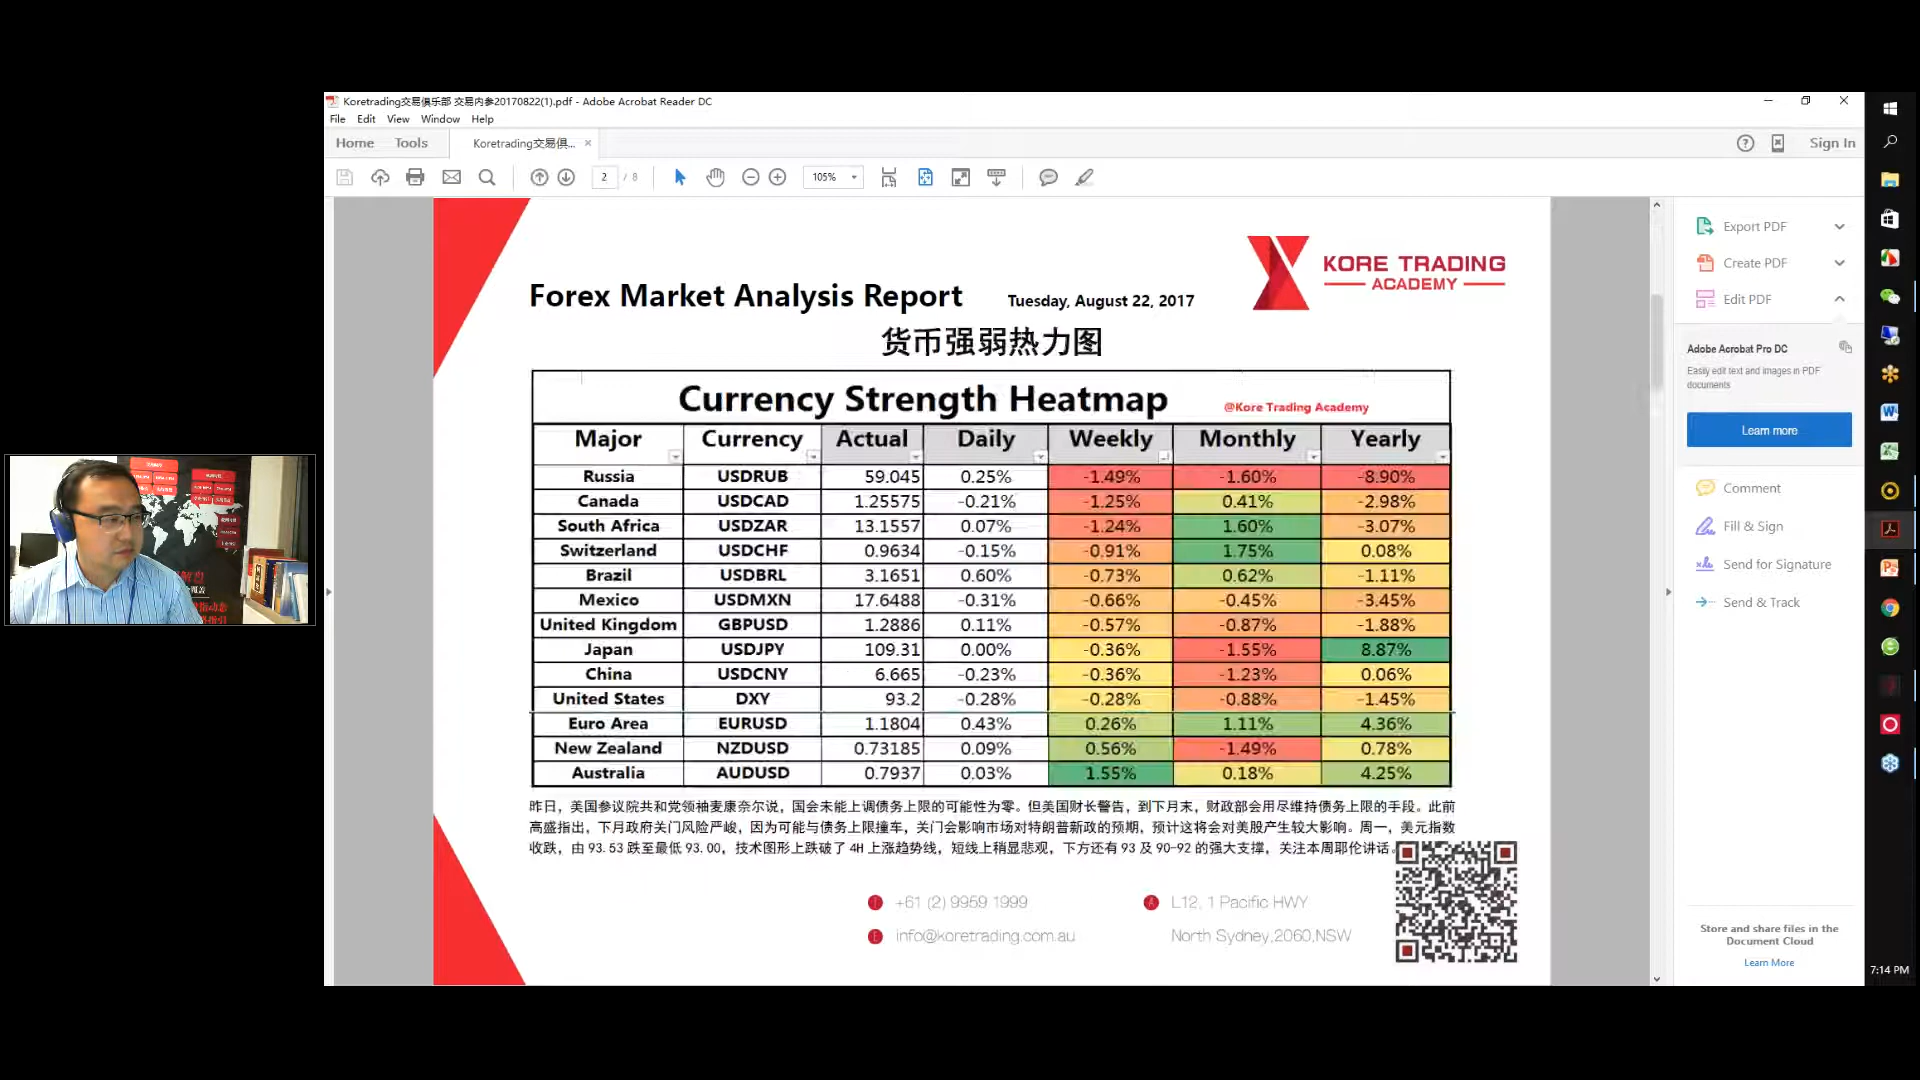 Koretrading交易俱乐部 交易内参20170822(1).pdf - Adobe Acrobat Reader DC
File Edit View Window Help
Home Tools Koretrading交易俱... Sign In
2 / 8 105%
KORE TRADING
ACADEMY
Forex Market Analysis Report Tuesday, August 22, 2017
货币强弱热力图
Currency Strength Heatmap @Kore Trading Academy
Major Currency Actual Daily Weekly Monthly Yearly
Russia USDRUB 59.045 0.25% -1.49% -1.60% -8.90%
Canada USDCAD 1.25575 -0.21% -1.25% 0.41% -2.98%
South Africa USDZAR 13.1557 0.07% -1.24% 1.60% -3.07%
Switzerland USDCHF 0.9634 -0.15% -0.91% 1.75% 0.08%
Brazil USDBRL 3.1651 0.60% -0.73% 0.62% -1.11%
Mexico USDMXN 17.6488 -0.31% -0.66% -0.45% -3.45%
United Kingdom GBPUSD 1.2886 0.11% -0.57% -0.87% -1.88%
Japan USDJPY 109.31 0.00% -0.36% -1.55% 8.87%
China USDCNY 6.665 -0.23% -0.36% -1.23% 0.06%
United States DXY 93.2 -0.28% -0.28% -0.88% -1.45%
Euro Area EURUSD 1.1804 0.43% 0.26% 1.11% 4.36%
New Zealand NZDUSD 0.73185 0.09% 0.56% -1.49% 0.78%
Australia AUDUSD 0.7937 0.03% 1.55% 0.18% 4.25%
昨日，美国参议院共和党领袖麦康奈尔说，国会未能上调债务上限的可能性为零。但美国财长警告，到下月末，财政部会用尽维持债务上限的手段。此前
高盛指出，下月政府关门风险严峻，因为可能与债务上限撞车，关门会影响市场对特朗普新政的预期，预计这将会对美股产生较大影响。周一，美元指数
收跌，由 93.53 跌至最低 93.00，技术图形上跌破了 4H 上涨趋势线，短线上稍显悲观，下方还有 93 及 90-92 的强大支撑，关注本周耶伦讲话。
T +61 (2) 9959 1999
E info@koretrading.com.au
A L12, 1 Pacific HWY
North Sydney,2060,NSW
Export PDF
Create PDF
Edit PDF
Adobe Acrobat Pro DC
Easily edit text and images in PDF
documents
Learn more
Comment
Fill & Sign
Send for Signature
Send & Track
Store and share files in the
Document Cloud
Learn More
7:14 PM